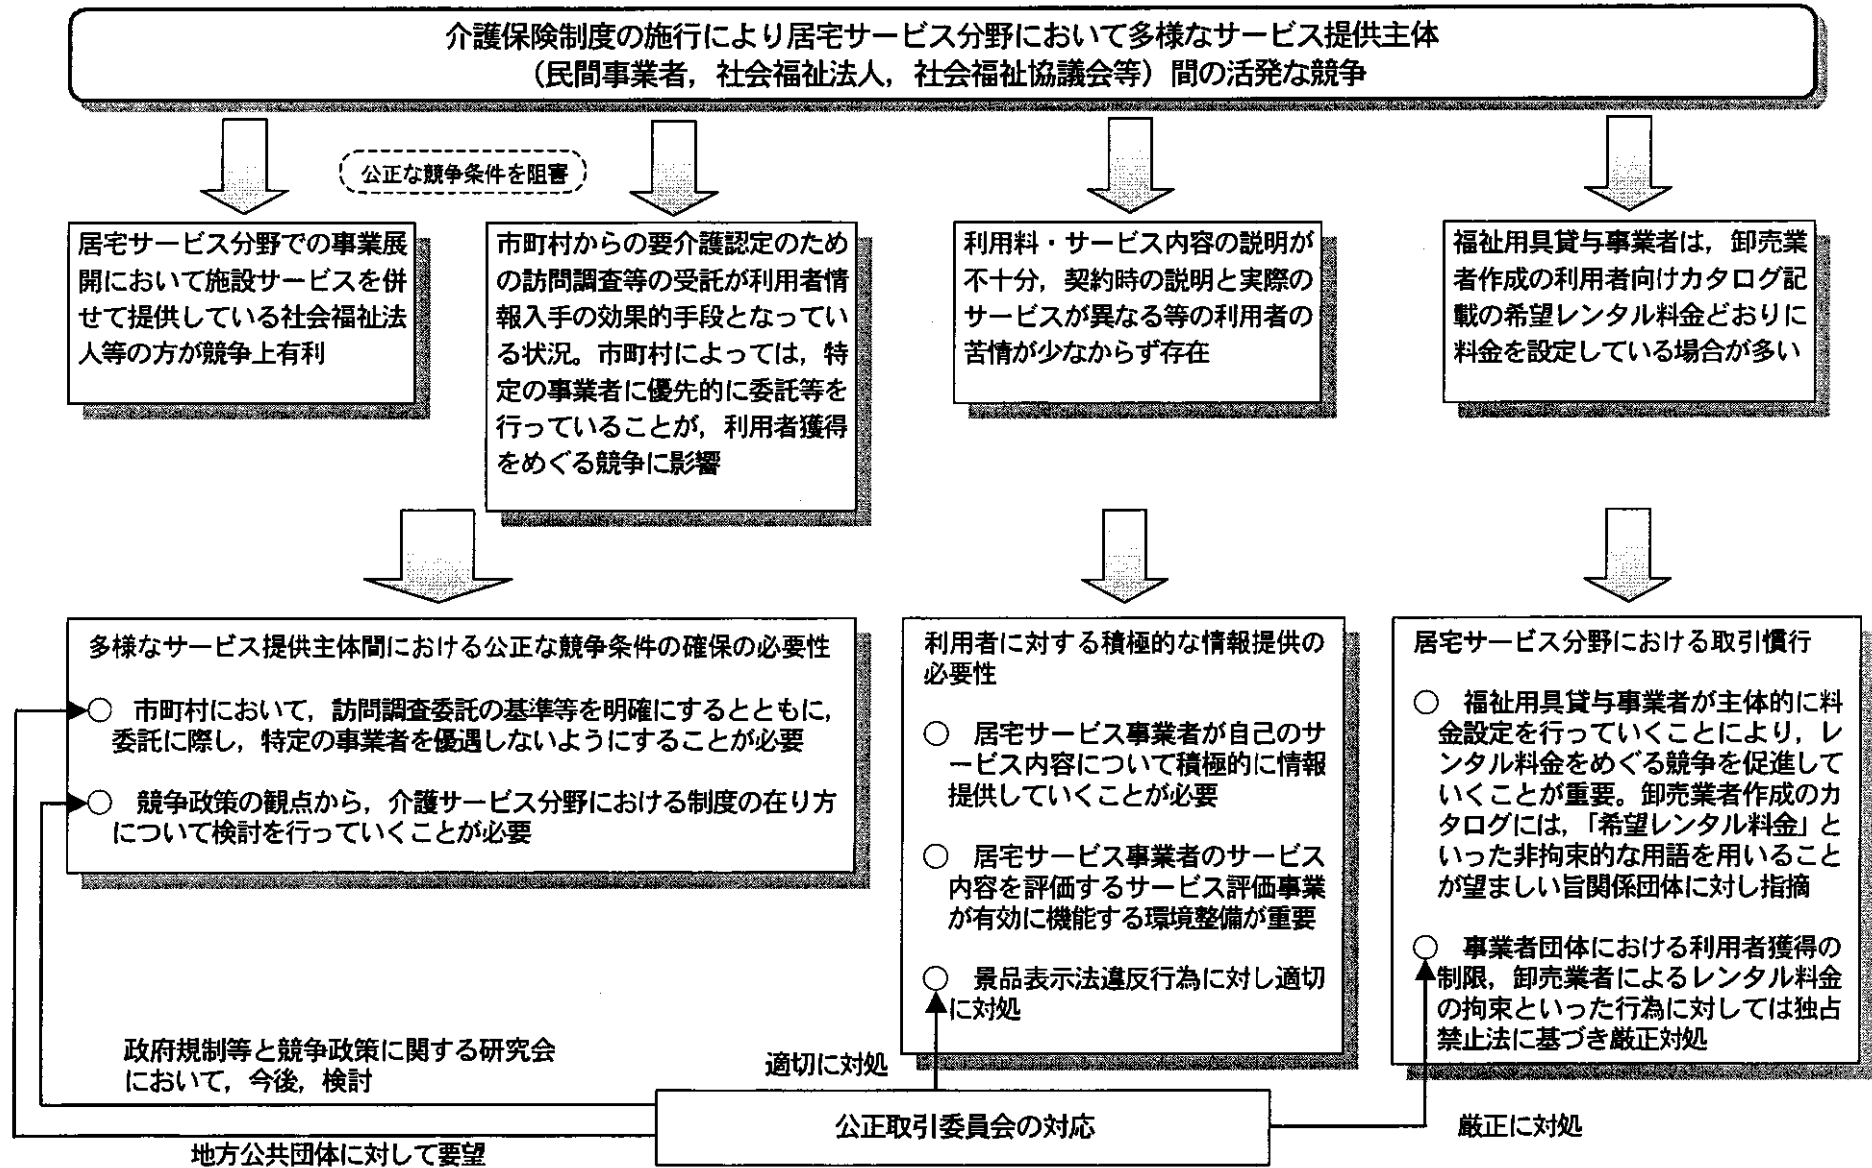 介護保険制度の施行により居宅サービス分野において多様なサービス提供主体
（民間事業者，社会福祉法人，社会福祉協議会等）間の活発な競争
公正な競争条件を阻害
居宅サービス分野での事業展
開において施設サービスを併
せて提供している社会福祉法
人等の方が競争上有利
市町村からの要介護認定のため
の訪問調査等の受託が利用者情
報入手の効果的手段となってい
る状況。市町村によっては，特
定の事業者に優先的に委託等を
行っていることが，利用者獲得
をめぐる競争に影響
利用料・サービス内容の説明が
不十分，契約時の説明と実際の
サービスが異なる等の利用者の
苦情が少なからず存在
福祉用具貸与事業者は，卸売業
者作成の利用者向けカタログ記
載の希望レンタル料金どおりに
料金を設定している場合が多い
多様なサービス提供主体間における公正な競争条件の確保の必要性
○　市町村において，訪問調査委託の基準等を明確にするとともに，
委託に際し，特定の事業者を優遇しないようにすることが必要
○　競争政策の観点から，介護サービス分野における制度の在り方
について検討を行っていくことが必要
利用者に対する積極的な情報提供の
必要性
○　居宅サービス事業者が自己のサ
ービス内容について積極的に情報
提供していくことが必要
○　居宅サービス事業者のサービス
内容を評価するサービス評価事業
が有効に機能する環境整備が重要
○　景品表示法違反行為に対し適切
に対処
居宅サービス分野における取引慣行
○　福祉用具貸与事業者が主体的に料
金設定を行っていくことにより，レ
ンタル料金をめぐる競争を促進して
いくことが重要。卸売業者作成のカ
タログには，「希望レンタル料金」と
いった非拘束的な用語を用いること
が望ましい旨関係団体に対し指摘
○　事業者団体における利用者獲得の
制限，卸売業者によるレンタル料金
の拘束といった行為に対しては独占
禁止法に基づき厳正対処
政府規制等と競争政策に関する研究会
において，今後，検討
適切に対処
公正取引委員会の対応
厳正に対処
地方公共団体に対して要望